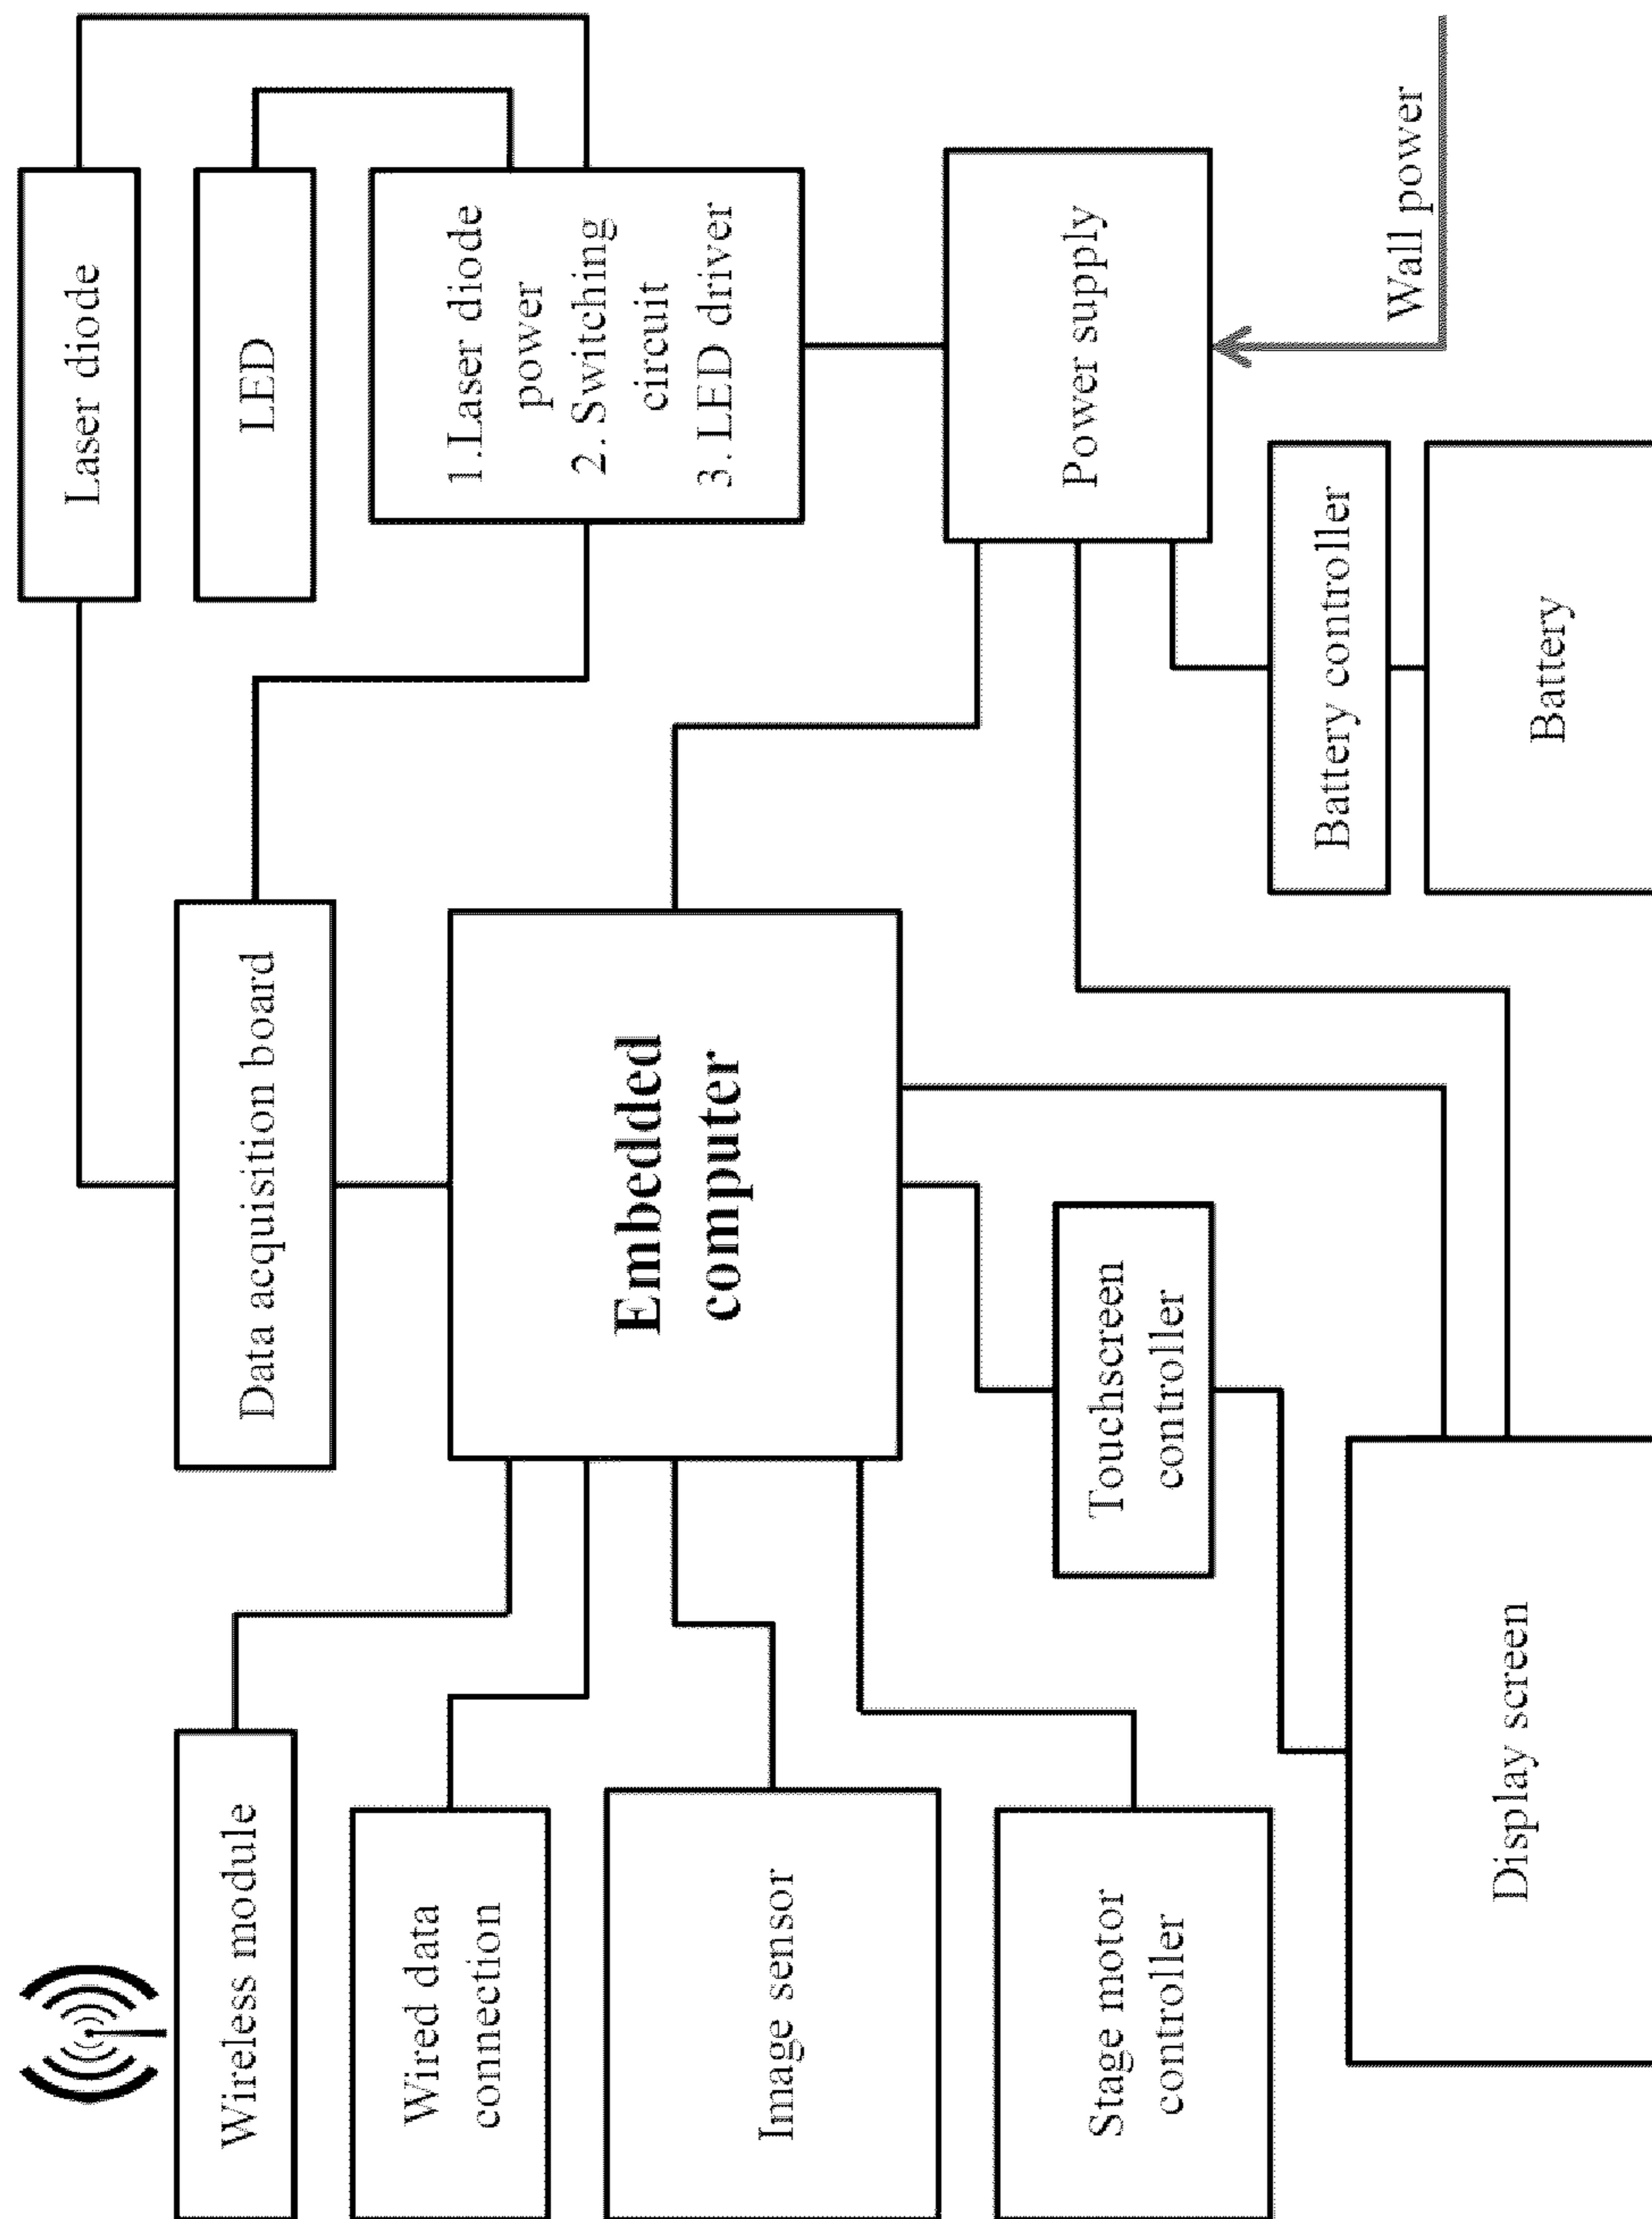 Wireless module
Wired data
connection
Image sensor
Stage motor
controller
Data acquisition board
Embedded
computer
Touchscreen
controller
Display screen
Laser diode
LED
1.Laser diode
power
2. Switching
circuit
3. LED driver
Power supply
Battery controller
Battery
Wall power